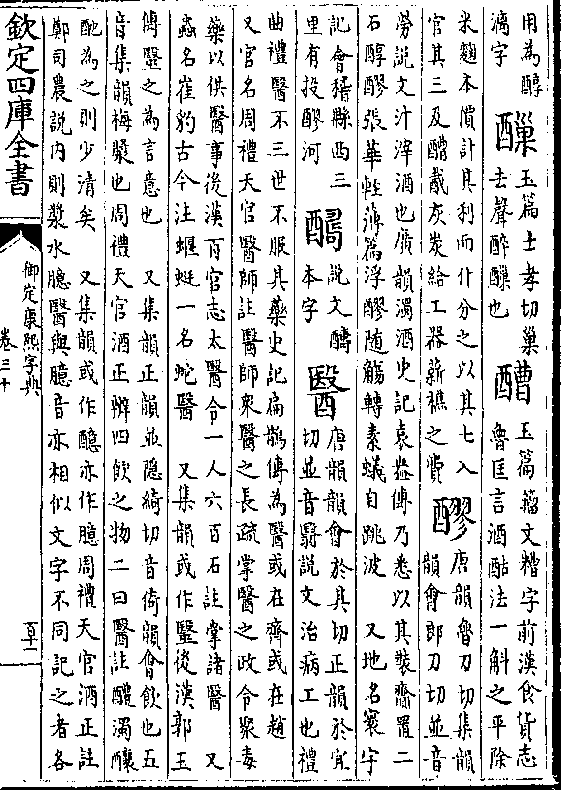 用為醇
漓字
䣤
玉篇士孝切巢
去聲醉䣤也
醩
玉篇籀文糟字前漢食貨志
魯匡言酒酤法一斛之平除
米麴本價計其利而什分之以其七入
官其三及醩酨灰炭給工器薪樵之費
醪
唐韻魯刀切集韻
韻會郎刀切並音
勞說文汁滓酒也廣韻濁酒史記袁盎傳乃悉以其裝齎置二
石醇醪張華輕薄篇浮醪随觴轉素蟻自跳波 又地名寰宇
記會稽縣西三
里有投醪河
說文醻
本字
醫
唐韻韻會於其切正韻於宜
切並音翳說文治病工也禮
曲禮醫不三世不服其藥史記扁鵲傳為醫或在齊或在趙
又官名周禮天官醫師註醫師衆醫之長疏掌醫之政令聚毒
藥以供醫事後漢百官志太醫令一人六百石註掌諸醫 又
蟲名崔豹古今注蝘蜓一名蛇醫 又集韻或作毉後漢郭玉
傳毉之為言意也 又集韻正韻並隱綺切音倚韻會飲也五
音集韻梅漿也周禮天官酒正辨四飲之物二曰醫註醴濁釀
酏為之則少清矣 又集韻或作醷亦作臆周禮天官酒正註
鄭司農說内則漿水臆醫與臆音亦相似文字不同記之者各
欽定四庫全書
御定康熙字典
卷三十